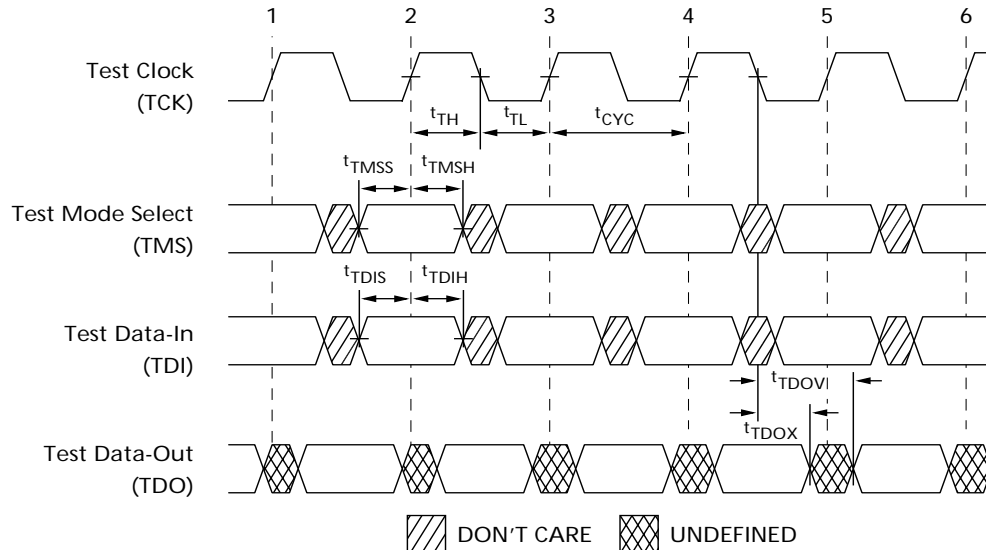 1 2 3 4 5 6
Test Clock
(TCK)
tTH tTL tCYC
tTMSS tTMSH
Test Mode Select
(TMS)
tTDIS tTDIH
Test Data-In
(TDI)
tTDOV
tTDOX
Test Data-Out
(TDO)
DON'T CARE UNDEFINED